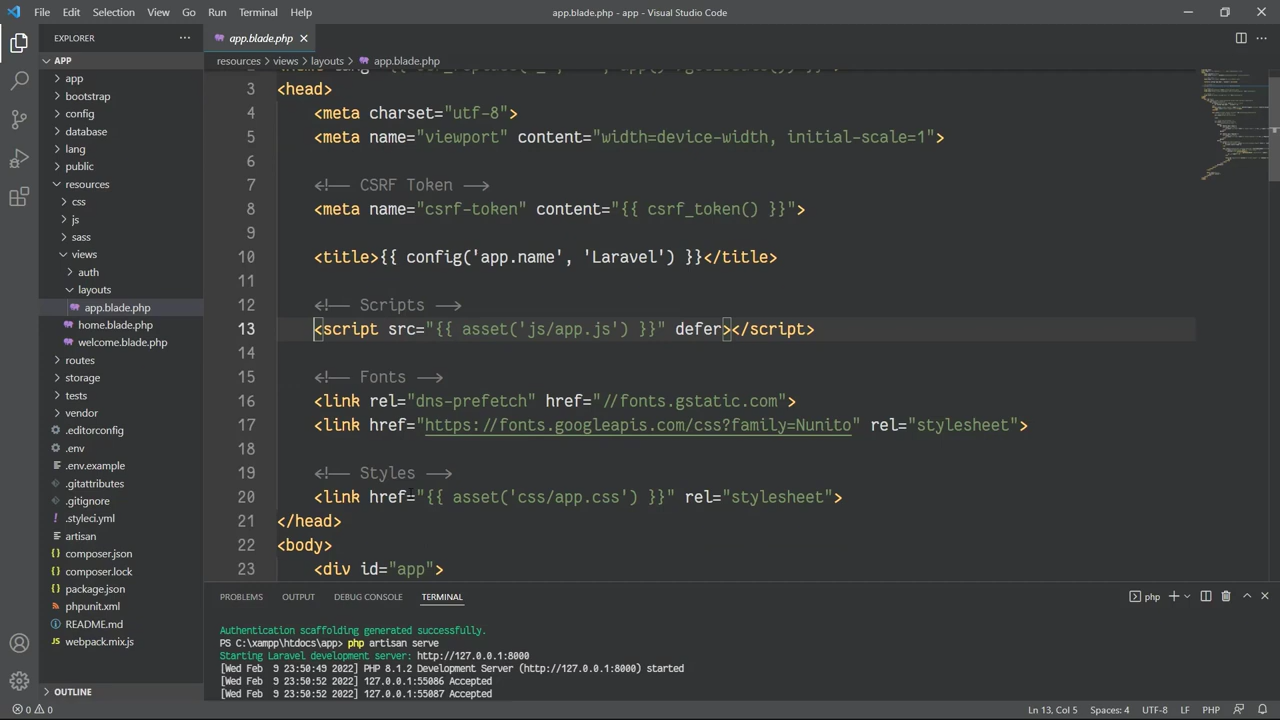 File Edit Selection View Go Run Terminal Help
app.blade.php - app - Visual Studio Code
EXPLORER
APP
app
bootstrap
config
database
lang
public
resources
css
js
sass
views
auth
layouts
app.blade.php
home.blade.php
welcome.blade.php
routes
storage
tests
vendor
.editorconfig
.env
.env.example
.gitattributes
.gitignore
.styleci.yml
artisan
composer.json
composer.lock
package.json
phpunit.xml
README.md
webpack.mix.js
OUTLINE
app.blade.php
resources > views > layouts > app.blade.php
3 <head>
4 <meta charset="utf-8">
5 <meta name="viewport" content="width=device-width, initial-scale=1">
6
7 <!-- CSRF Token -->
8 <meta name="csrf-token" content="{{ csrf_token() }}">
9
10 <title>{{ config('app.name', 'Laravel') }}</title>
11
12 <!-- Scripts -->
13 <script src="{{ asset('js/app.js') }}" defer></script>
14
15 <!-- Fonts -->
16 <link rel="dns-prefetch" href="//fonts.gstatic.com">
17 <link href="https://fonts.googleapis.com/css?family=Nunito" rel="stylesheet">
18
19 <!-- Styles -->
20 <link href="{{ asset('css/app.css') }}" rel="stylesheet">
21 </head>
22 <body>
23 <div id="app">
PROBLEMS OUTPUT DEBUG CONSOLE TERMINAL
php
Authentication scaffolding generated successfully.
PS C:\xampp\htdocs\app> php artisan serve
Starting Laravel development server: http://127.0.0.1:8000
[Wed Feb 9 23:50:49 2022] PHP 8.1.2 Development Server (http://127.0.0.1:8000) started
[Wed Feb 9 23:50:52 2022] 127.0.0.1:55086 Accepted
[Wed Feb 9 23:50:52 2022] 127.0.0.1:55087 Accepted
0 0
Ln 13, Col 5 Spaces: 4 UTF-8 LF PHP